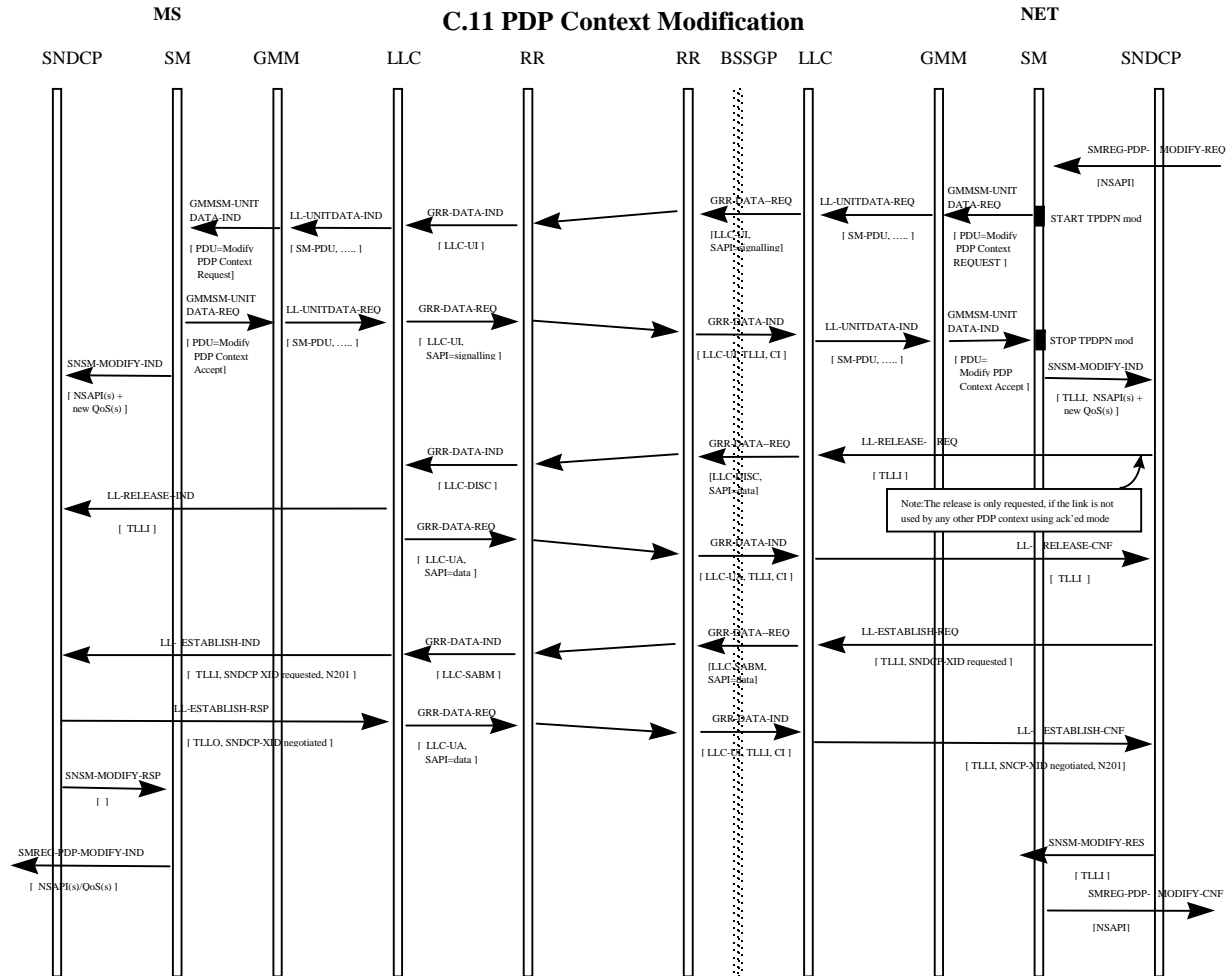 MS
C.11 PDP Context Modification
NET
SNDCP SM GMM LLC RR RR BSSGP LLC GMM SM SNDCP
SMREG-PDP- MODIFY-REQ
[NSAPI]
GMMSM-UNIT
DATA-IND
LL-UNITDATA-IND
GRR-DATA-IND
GRR-DATA--REQ
LL-UNITDATA-REQ
GMMSM-UNIT
DATA-REQ
START TPDPN mod
[ PDU=Modify
PDP Context
Request]
[ SM-PDU, ….. ]
[ LLC-UI ]
[LLC-UI,
SAPI=signalling]
[ SM-PDU, ….. ]
[ PDU=Modify
PDP Context
REQUEST ]
GMMSM-UNIT
DATA-REQ
LL-UNITDATA-REQ
GRR-DATA-REQ
GRR-DATA-IND
LL-UNITDATA-IND
GMMSM-UNIT
DATA-IND
STOP TPDPN mod
[PDU=Modify
PDP Context
Accept]
[ SM-PDU, ….. ]
[ LLC-UI,
SAPI=signalling ]
[ LLC-UI, TLLI, CI ]
[ SM-PDU, ….. ]
[ PDU=
Modify PDP
Context Accept ]
SNSM-MODIFY-IND
[ NSAPI(s) +
new QoS(s) ]
SNSM-MODIFY-IND
[ TLLI, NSAPI(s) +
new QoS(s) ]
GRR-DATA-IND
GRR-DATA--REQ
LL-RELEASE- REQ
[ LLC-DISC ]
[LLC-DISC,
SAPI=data]
[ TLLI ]
LL-RELEASE--IND
[ TLLI ]
Note:The release is only requested, if the link is not
used by any other PDP context using ack'ed mode
GRR-DATA-REQ
GRR-DATA-IND
LL- RELEASE-CNF
[ LLC-UA,
SAPI=data ]
[ LLC-UA, TLLI, CI ]
[ TLLI ]
LL- ESTABLISH-IND
GRR-DATA-IND
GRR-DATA--REQ
LL-ESTABLISH-REQ
[ TLLI, SNDCP XID requested, N201 ]
[ LLC-SABM ]
[LLC-SABM,
SAPI=data]
[ TLLI, SNDCP-XID requested ]
LL-ESTABLISH-RSP
GRR-DATA-REQ
GRR-DATA-IND
LL- ESTABLISH-CNF
[ TLLO, SNDCP-XID negotiated ]
[ LLC-UA,
SAPI=data ]
[ LLC-UI, TLLI, CI ]
[ TLLI, SNCP-XID negotiated, N201]
SNSM-MODIFY-RSP
[ ]
SMREG-PDP-MODIFY-IND
[ NSAPI(s)/QoS(s) ]
SNSM-MODIFY-RES
[ TLLI ]
SMREG-PDP- MODIFY-CNF
[NSAPI]